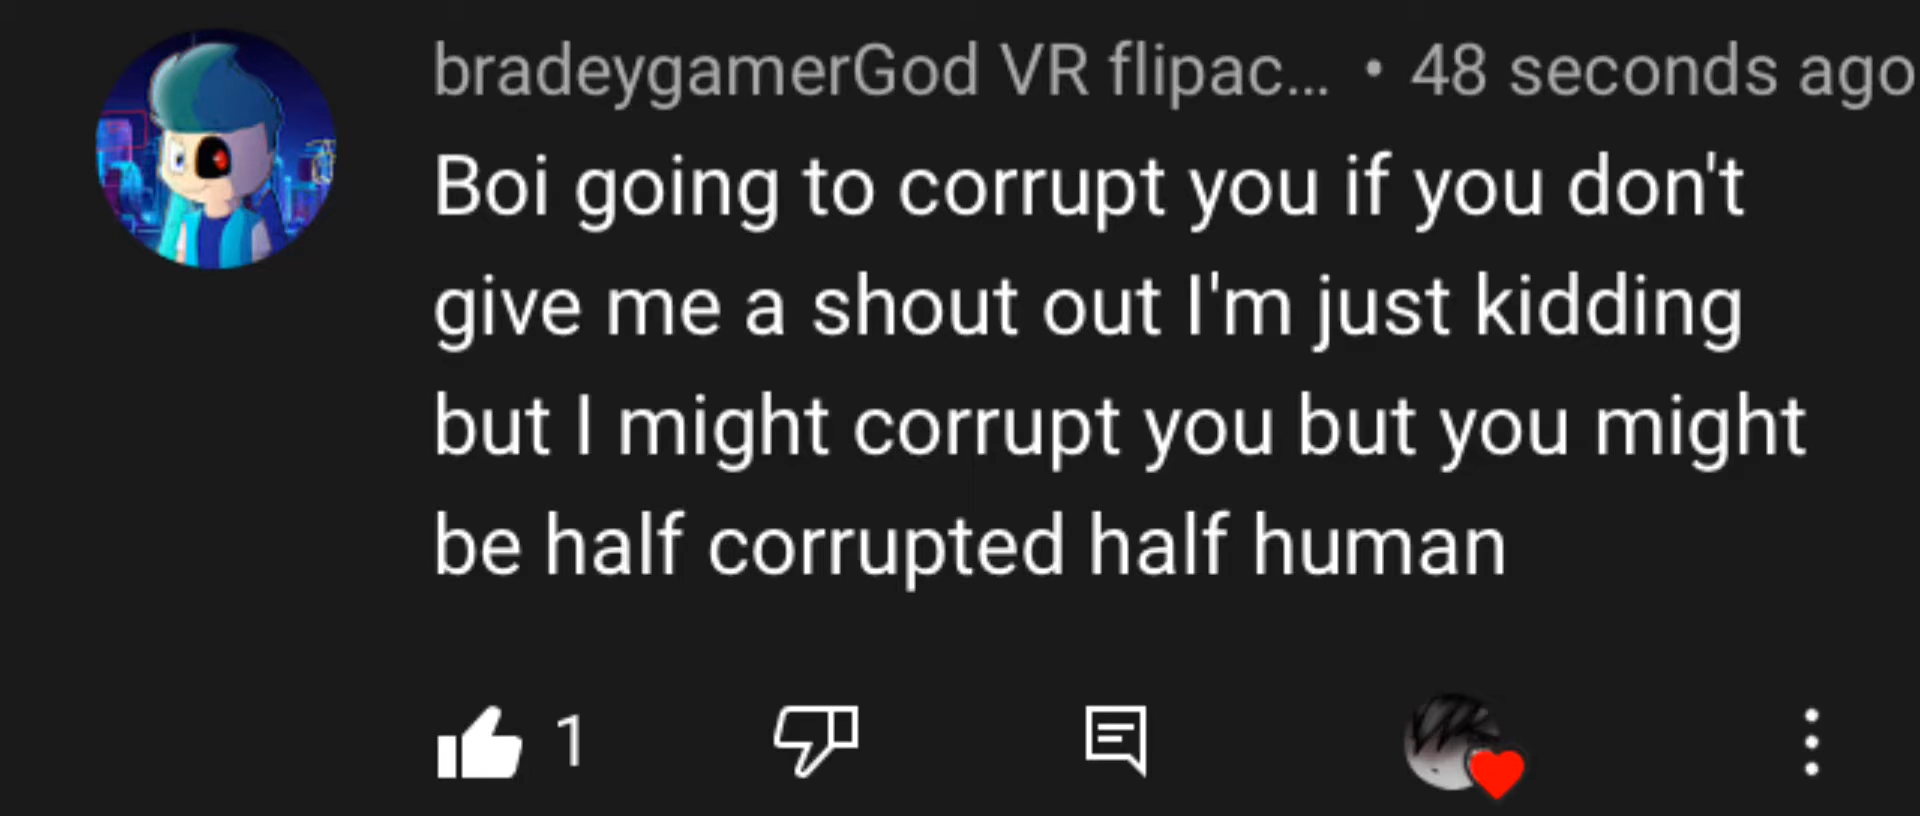 bradeygamerGod VR flipac... • 48 seconds ago
Boi going to corrupt you if you don't
give me a shout out I'm just kidding
but I might corrupt you but you might
be half corrupted half human
1